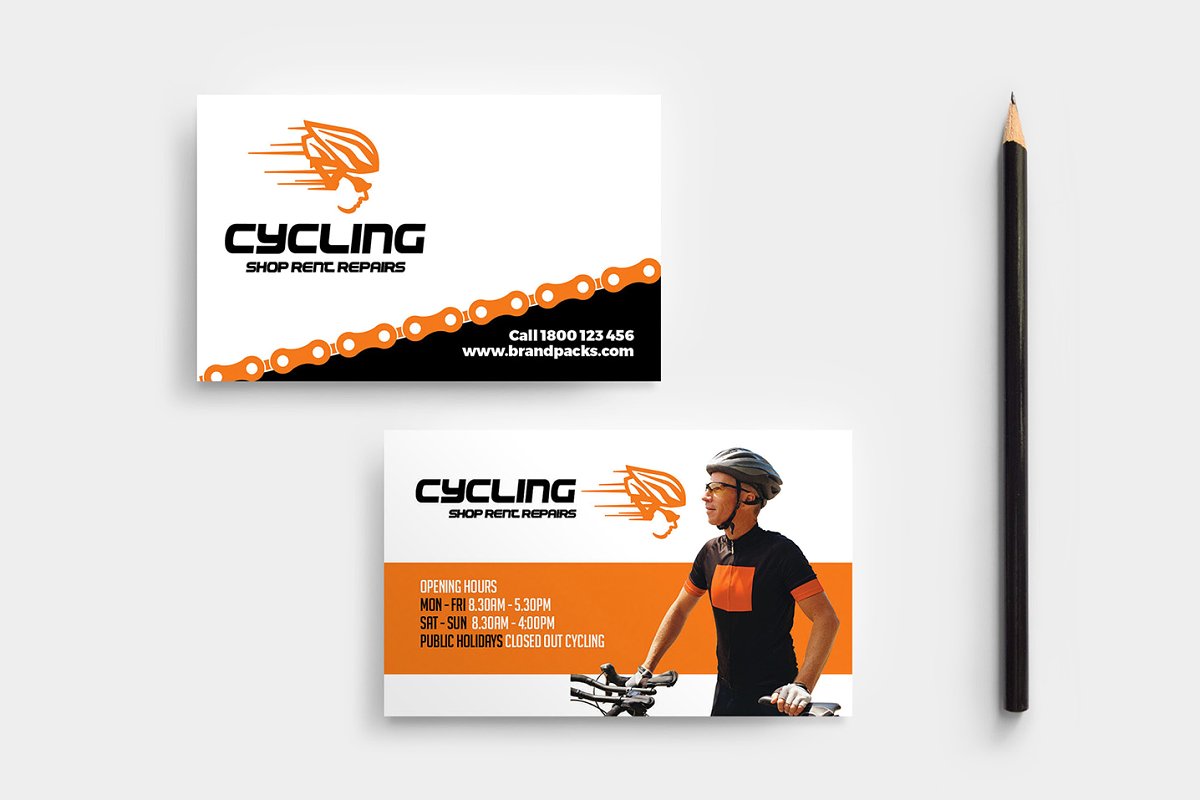 CYCLING
SHOP RENT REPAIRS
Call 1800 123 456
www.brandpacks.com
CYCLING
SHOP RENT REPAIRS
OPENING HOURS
MON - FRI 8.30AM - 5.30PM
SAT - SUN 8.30AM - 4:00PM
PUBLIC HOLIDAYS CLOSED OUT CYCLING